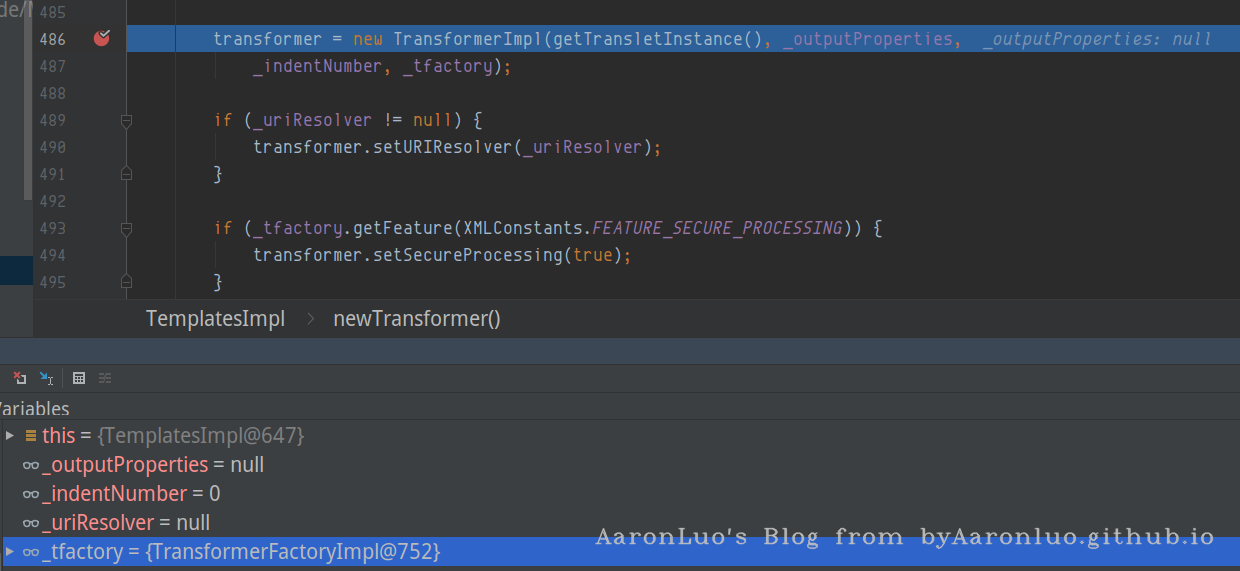 de/M
485
486 transformer = new TransformerImpl(getTransletInstance(), _outputProperties, _outputProperties: null
487 _indentNumber, _tfactory);
488
489 if (_uriResolver != null) {
490 transformer.setURIResolver(_uriResolver);
491 }
492
493 if (_tfactory.getFeature(XMLConstants.FEATURE_SECURE_PROCESSING)) {
494 transformer.setSecureProcessing(true);
495 }
TemplatesImpl > newTransformer()
Variables
this = {TemplatesImpl@647}
_outputProperties = null
_indentNumber = 0
_uriResolver = null
_tfactory = {TransformerFactoryImpl@752}
AaronLuo's Blog from byAaronluo.github.io